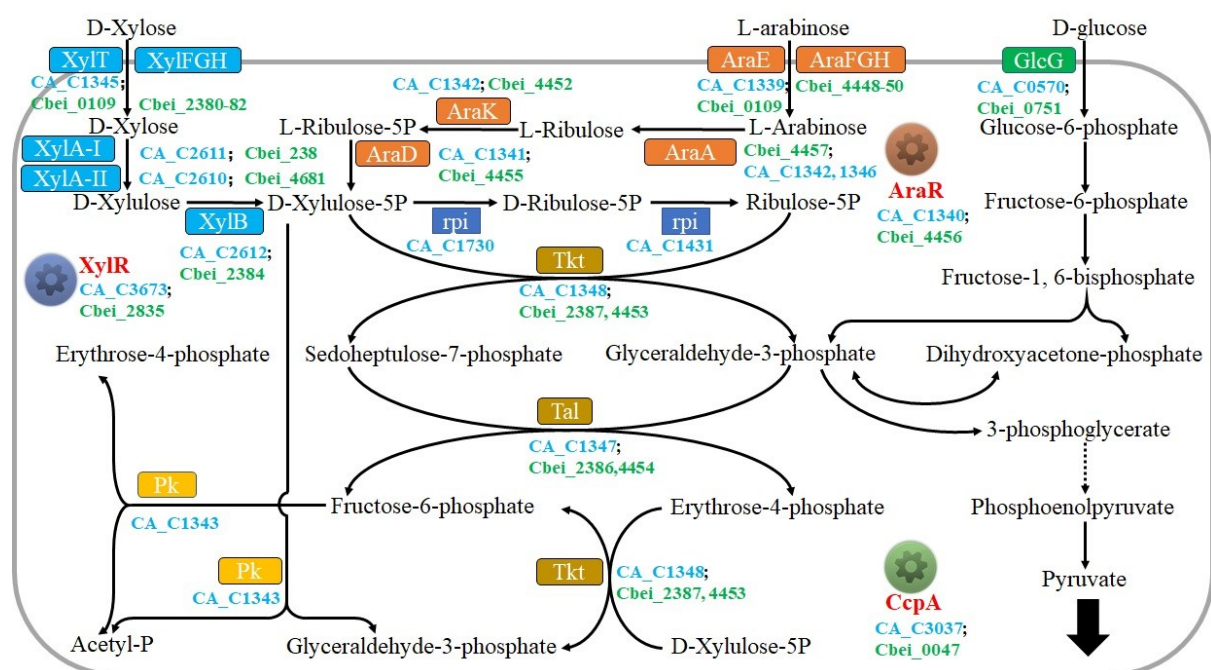 D-Xylose
L-arabinose
D-glucose
XylT
XylFGH
AraE
AraFGH
GlcG
CA_C1345;
Cbei_0109
Cbei_2380-82
CA_C1342; Cbei_4452
CA_C1339;
Cbei_0109
Cbei_4448-50
CA_C0570;
Cbei_0751
D-Xylose
L-Ribulose-5P
AraK
L-Ribulose
L-Arabinose
Glucose-6-phosphate
XylA-I
XylA-II
CA_C2611; Cbei_238
CA_C2610; Cbei_4681
AraD
CA_C1341;
Cbei_4455
AraA
Cbei_4457;
CA_C1342, 1346
AraR
CA_C1340;
Cbei_4456
D-Xylulose
XylB
D-Xylulose-5P
rpi
D-Ribulose-5P
rpi
Ribulose-5P
Fructose-6-phosphate
CA_C2612;
Cbei_2384
CA_C1730
CA_C1431
XylR
CA_C3673;
Cbei_2835
Tkt
CA_C1348;
Cbei_2387, 4453
Fructose-1, 6-bisphosphate
Erythrose-4-phosphate
Sedoheptulose-7-phosphate
Glyceraldehyde-3-phosphate
Dihydroxyacetone-phosphate
Tal
CA_C1347;
Cbei_2386,4454
3-phosphoglycerate
Pk
CA_C1343
Fructose-6-phosphate
Erythrose-4-phosphate
Phosphoenolpyruvate
Pk
CA_C1343
Tkt
CA_C1348;
Cbei_2387, 4453
Pyruvate
CcpA
CA_C3037;
Cbei_0047
Acetyl-P
Glyceraldehyde-3-phosphate
D-Xylulose-5P